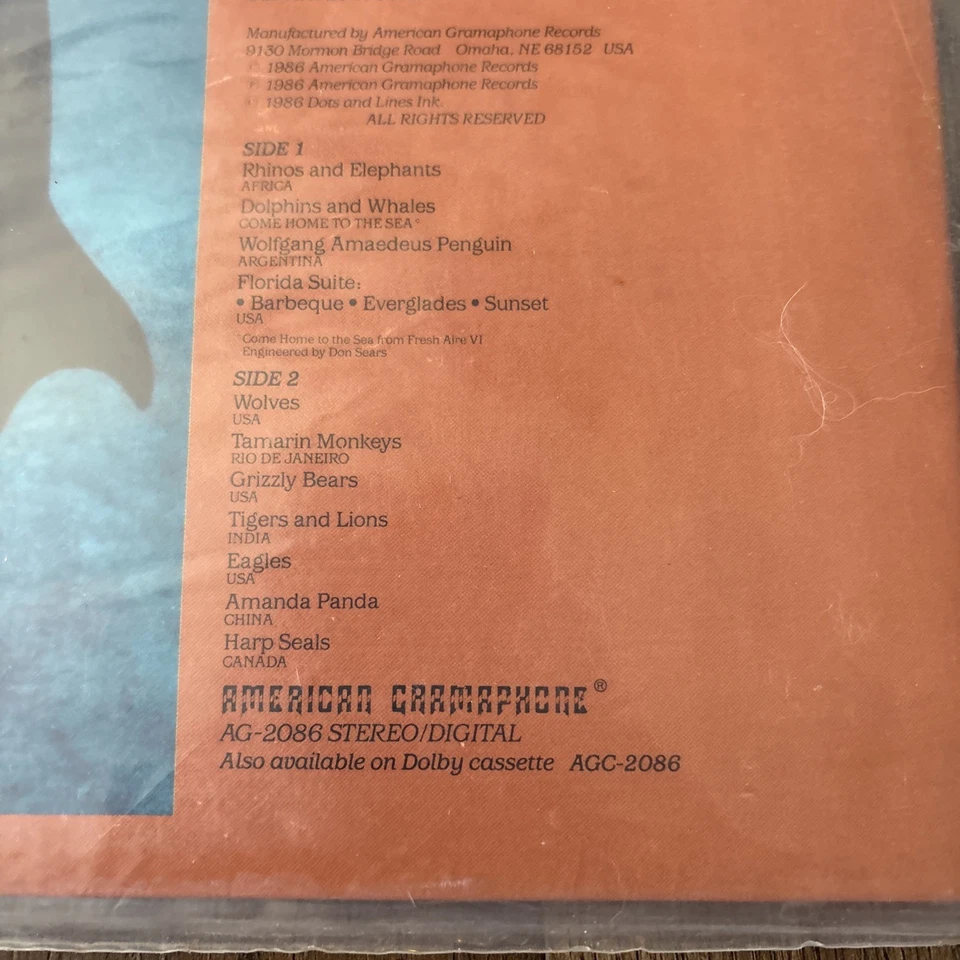 Manufactured by American Gramaphone Records
9130 Mormon Bridge Road Omaha, NE 68152 USA
© 1986 American Gramaphone Records
℗ 1986 American Gramaphone Records
© 1986 Dots and Lines Ink.
ALL RIGHTS RESERVED
SIDE 1
Rhinos and Elephants
AFRICA
Dolphins and Whales
COME HOME TO THE SEA°
Wolfgang Amaedeus Penguin
ARGENTINA
Florida Suite:
• Barbeque • Everglades • Sunset
USA
°Come Home to the Sea from Fresh Aire VI
Engineered by Don Sears
SIDE 2
Wolves
USA
Tamarin Monkeys
RIO DE JANEIRO
Grizzly Bears
USA
Tigers and Lions
INDIA
Eagles
USA
Amanda Panda
CHINA
Harp Seals
CANADA
AMERICAN GRAMAPHONE®
AG-2086 STEREO/DIGITAL
Also available on Dolby cassette AGC-2086